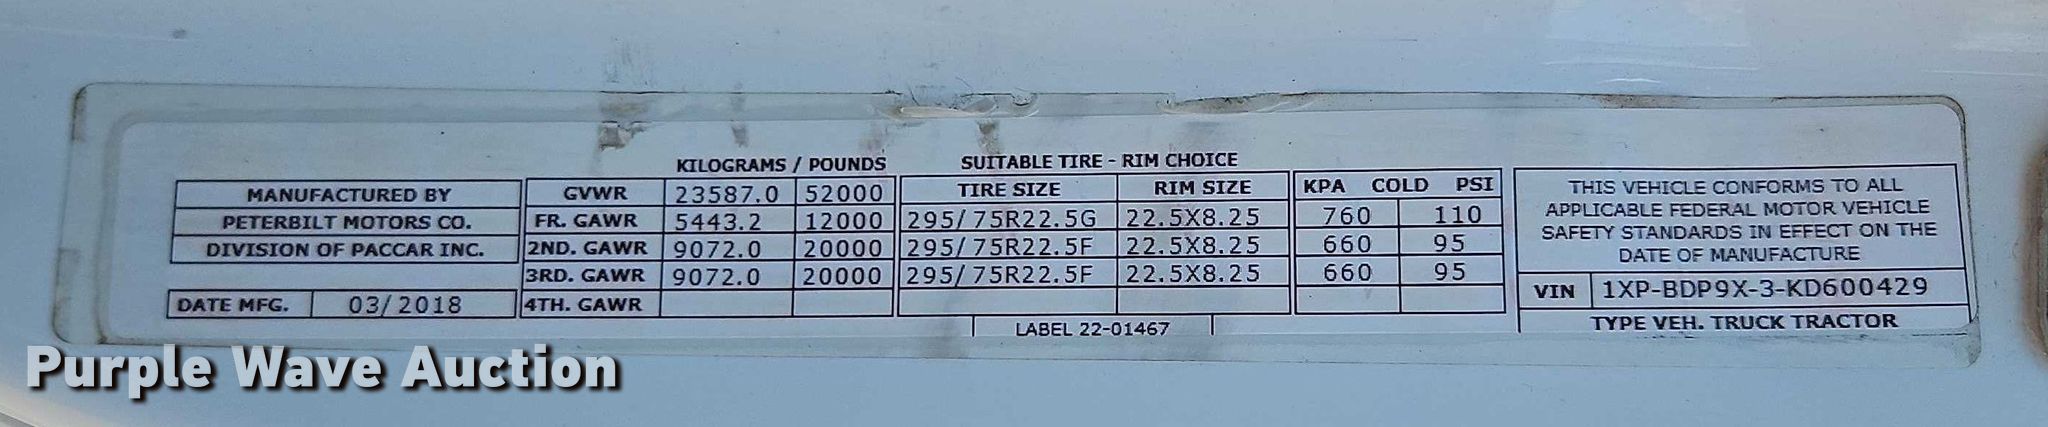 KILOGRAMS / POUNDS SUITABLE TIRE - RIM CHOICE
MANUFACTURED BY
PETERBILT MOTORS CO.
DIVISION OF PACCAR INC.
DATE MFG. 03/2018
GVWR 23587.0 52000 TIRE SIZE RIM SIZE KPA COLD PSI
FR. GAWR 5443.2 12000 295/75R22.5G 22.5X8.25 760 110
2ND. GAWR 9072.0 20000 295/75R22.5F 22.5X8.25 660 95
3RD. GAWR 9072.0 20000 295/75R22.5F 22.5X8.25 660 95
4TH. GAWR
LABEL 22-01467
THIS VEHICLE CONFORMS TO ALL
APPLICABLE FEDERAL MOTOR VEHICLE
SAFETY STANDARDS IN EFFECT ON THE
DATE OF MANUFACTURE
VIN 1XP-BDP9X-3-KD600429
TYPE VEH. TRUCK TRACTOR
Purple Wave Auction